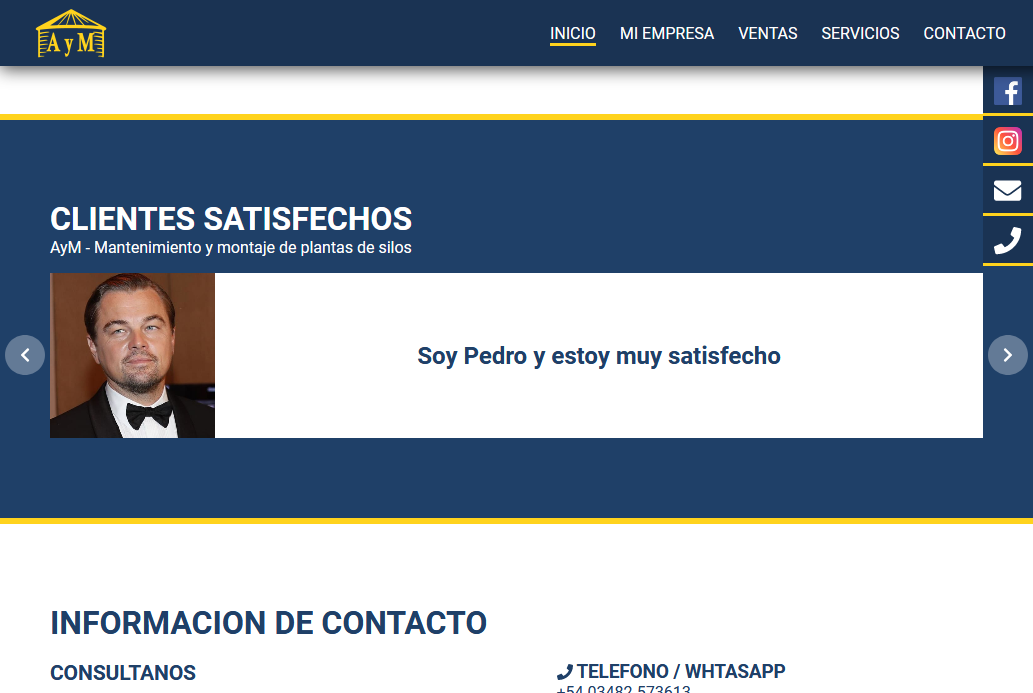 AyM
INICIO MI EMPRESA VENTAS SERVICIOS CONTACTO
CLIENTES SATISFECHOS
AyM - Mantenimiento y montaje de plantas de silos
Soy Pedro y estoy muy satisfecho
INFORMACION DE CONTACTO
CONSULTANOS
TELEFONO / WHTASAPP
+54 03482 573613